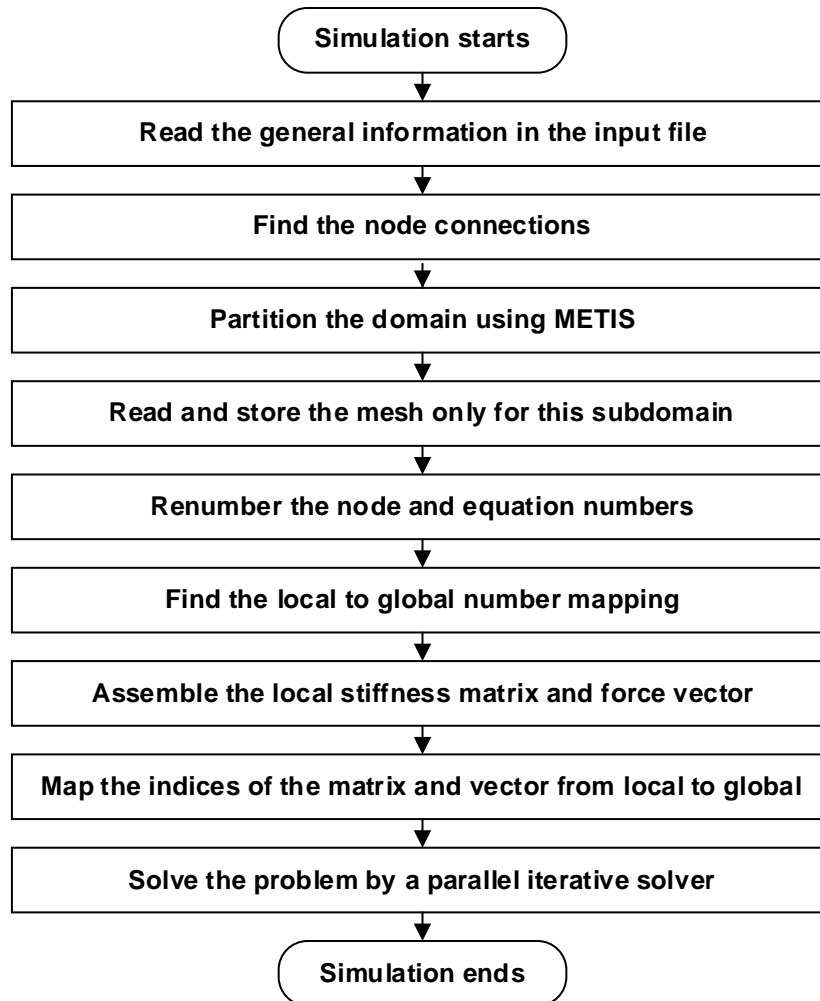 Simulation starts
Read the general information in the input file
Find the node connections
Partition the domain using METIS
Read and store the mesh only for this subdomain
Renumber the node and equation numbers
Find the local to global number mapping
Assemble the local stiffness matrix and force vector
Map the indices of the matrix and vector from local to global
Solve the problem by a parallel iterative solver
Simulation ends